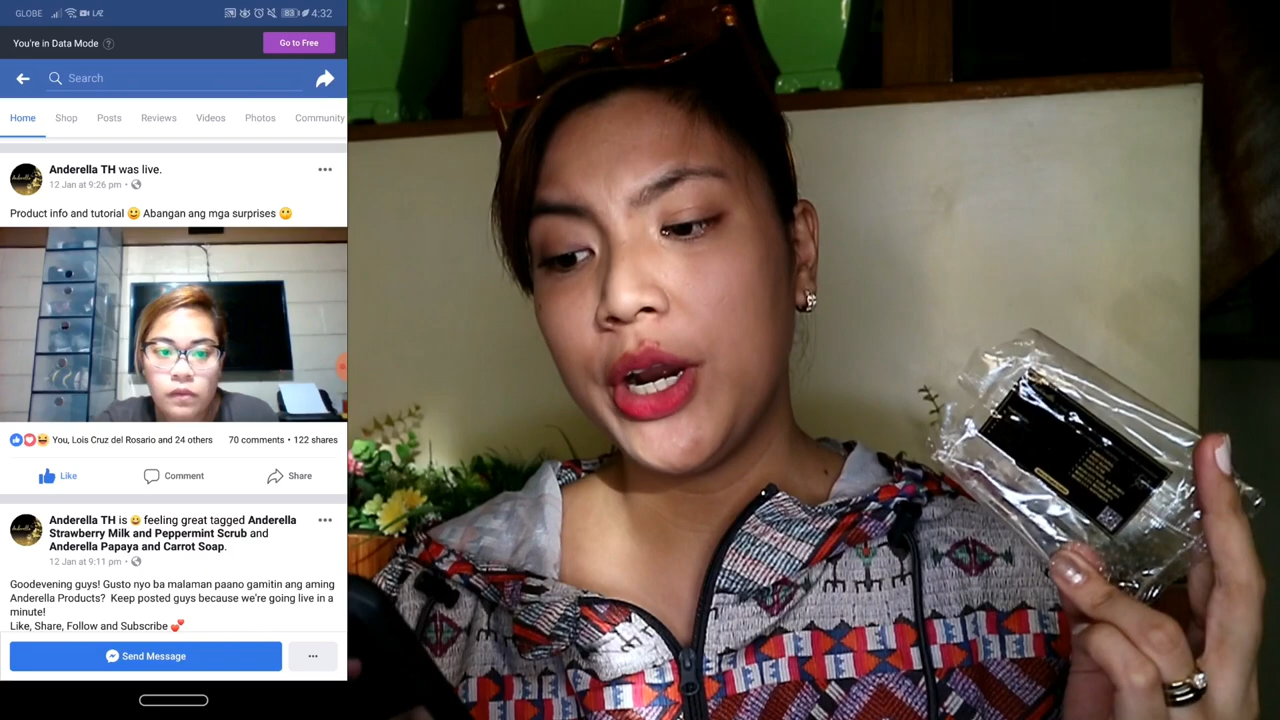 GLOBE
83
4:32
You're in Data Mode ?
Go to Free
Search
Home Shop Posts Reviews Videos Photos Community
Anderella TH was live.
12 Jan at 9:26 pm
Product info and tutorial 😃 Abangan ang mga surprises 🙂
You, Lois Cruz del Rosario and 24 others
70 comments • 122 shares
Like Comment Share
Anderella TH is 😀 feeling great tagged Anderella
Strawberry Milk and Peppermint Scrub and
Anderella Papaya and Carrot Soap.
12 Jan at 9:11 pm
Goodevening guys! Gusto nyo ba malaman paano gamitin ang aming
Anderella Products? Keep posted guys because we're going live in a
minute!
Like, Share, Follow and Subscribe 💕
Send Message